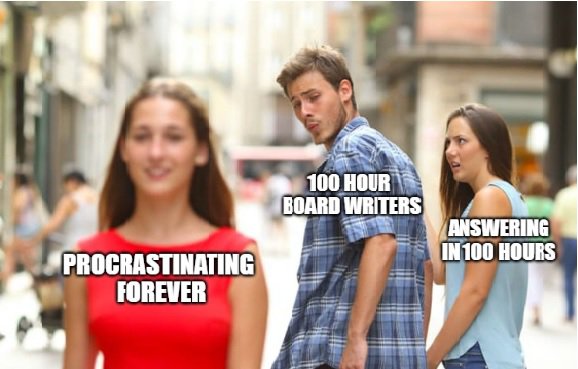 PROCRASTINATING
FOREVER
100 HOUR
BOARD WRITERS
ANSWERING
IN 100 HOURS